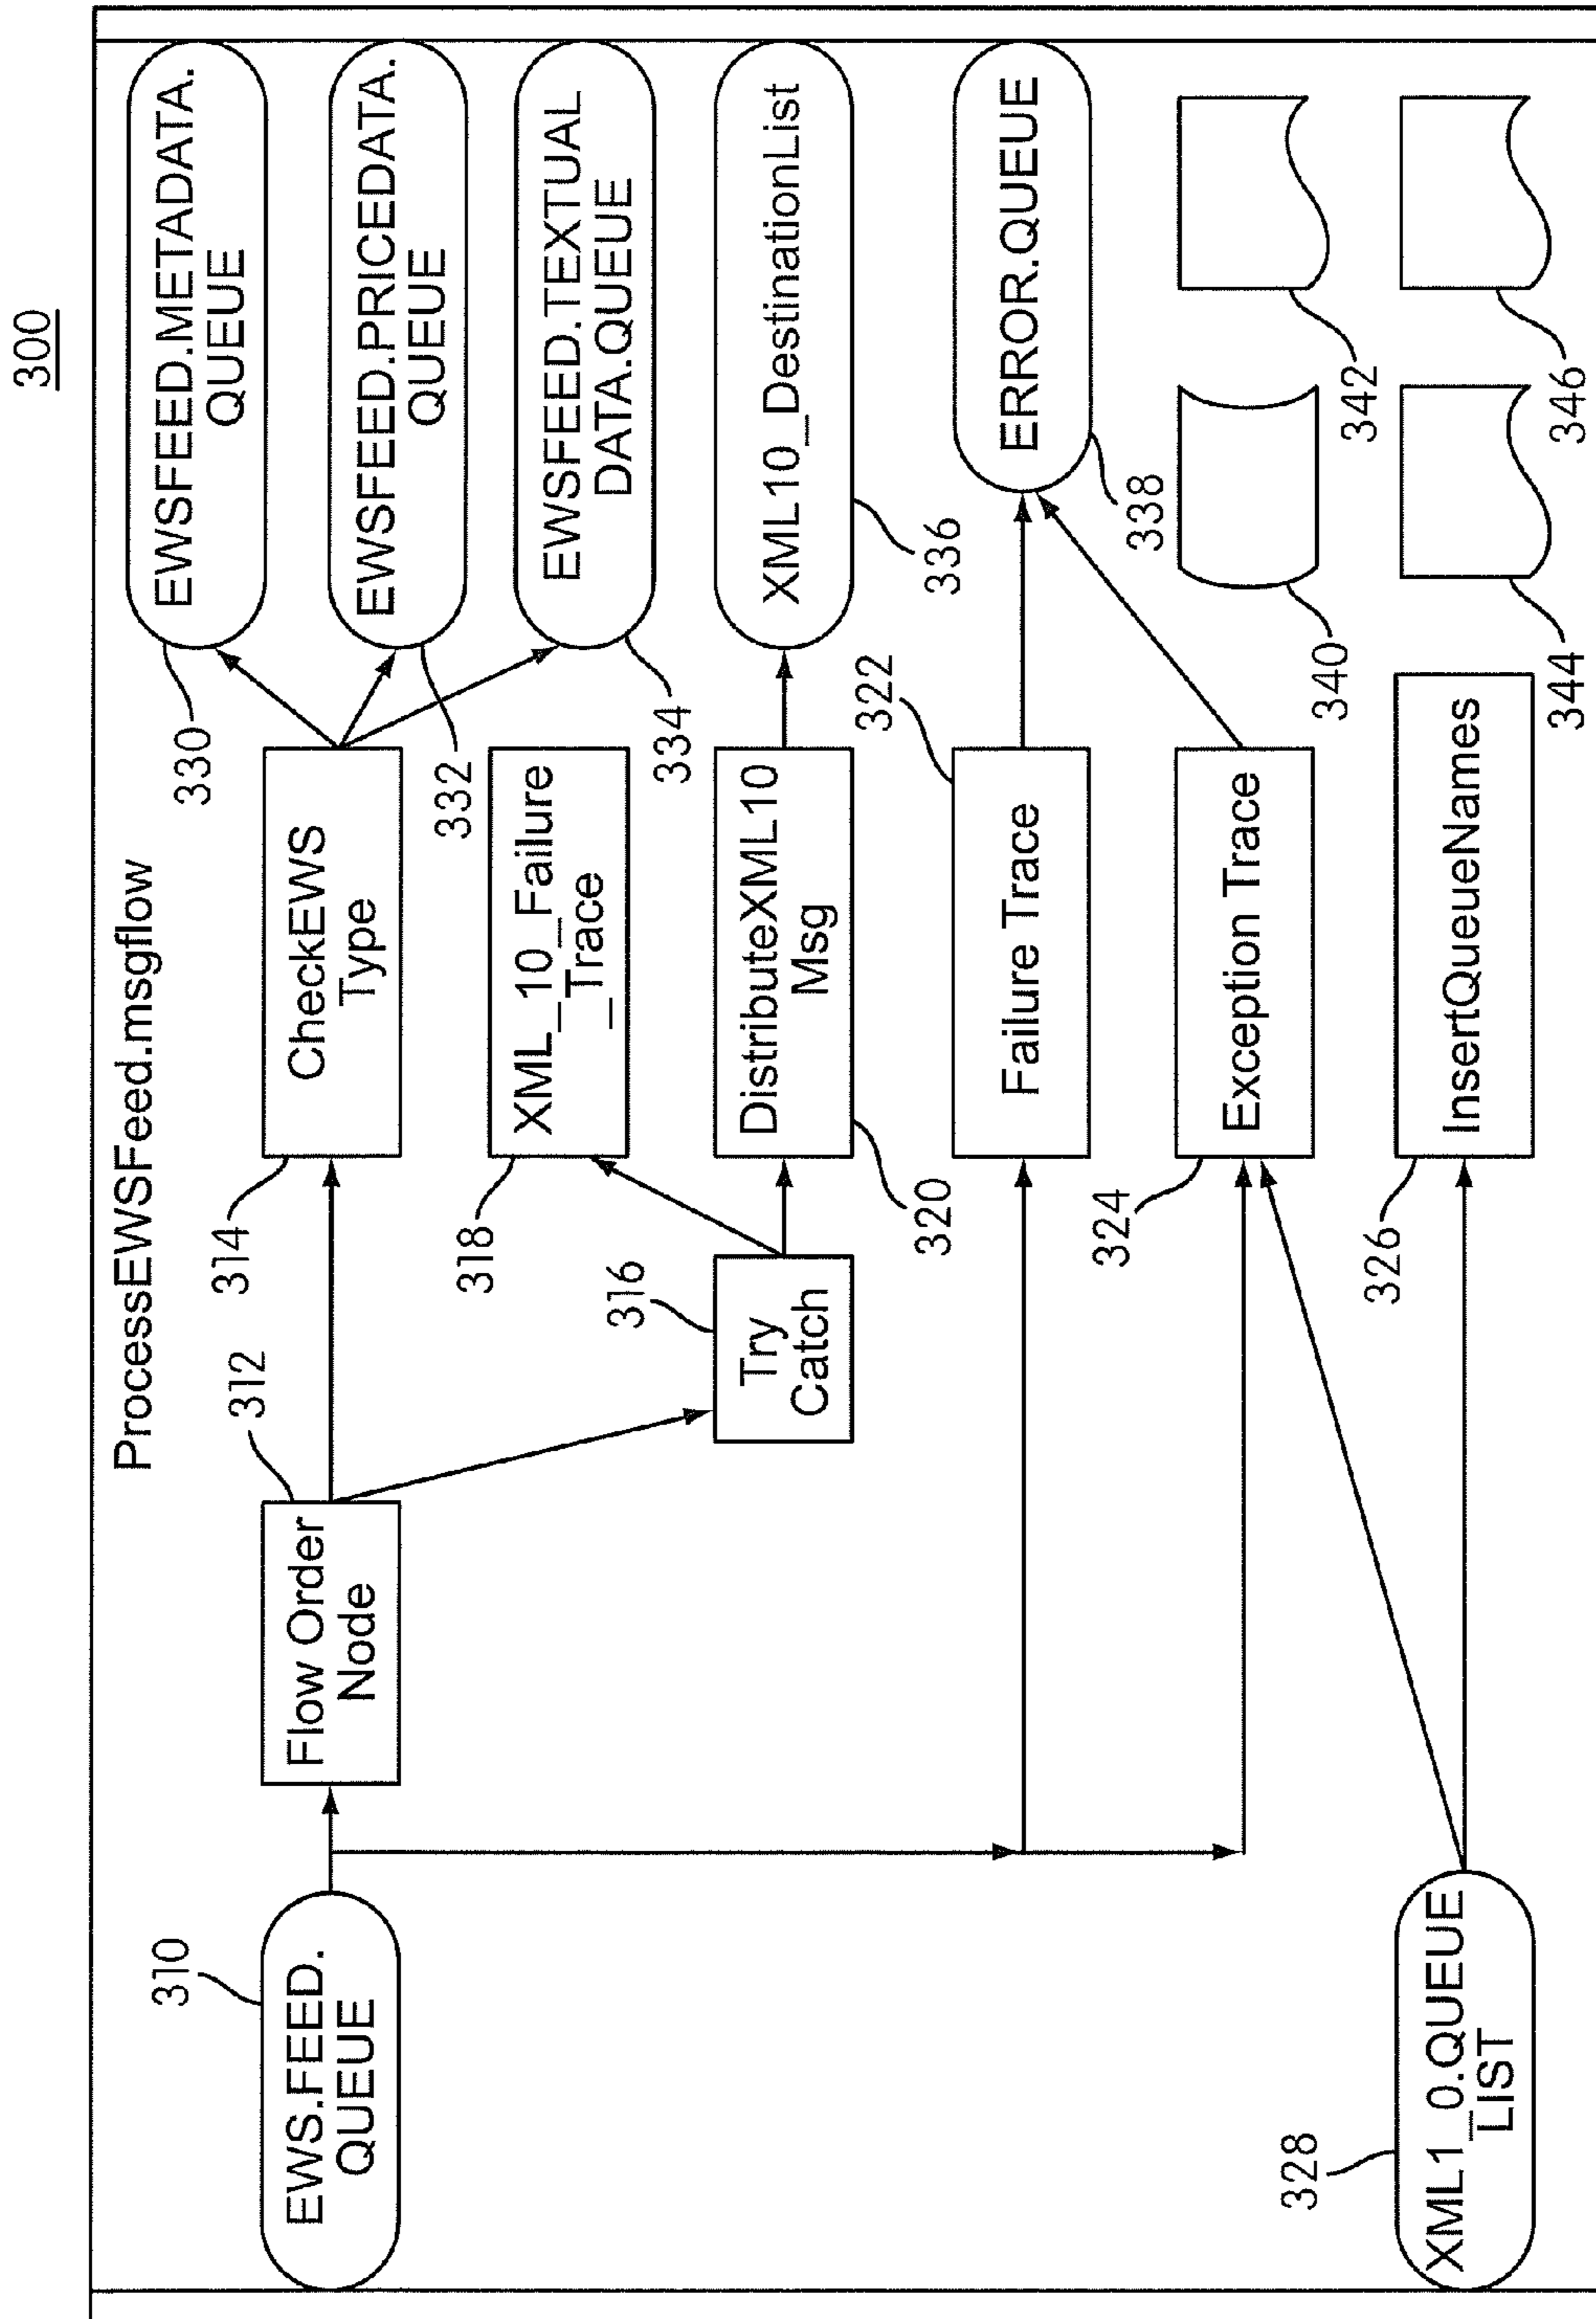 300
ProcessEWSFeed.msgflow
310
EWS.FEED.
QUEUE
312
Flow Order
Node
314
CheckEWS
Type
330
EWSFEED.METADATA.
QUEUE
332
EWSFEED.PRICEDATA.
QUEUE
334
EWSFEED.TEXTUAL
DATA.QUEUE
316
Try
Catch
318
XML_10_Failure
_Trace
320
DistributeXML10
Msg
336
XML10_DestinationList
322
Failure Trace
338
ERROR.QUEUE
324
Exception Trace
340
342
328
XML1_0.QUEUE
LIST
326
InsertQueueNames
344
346